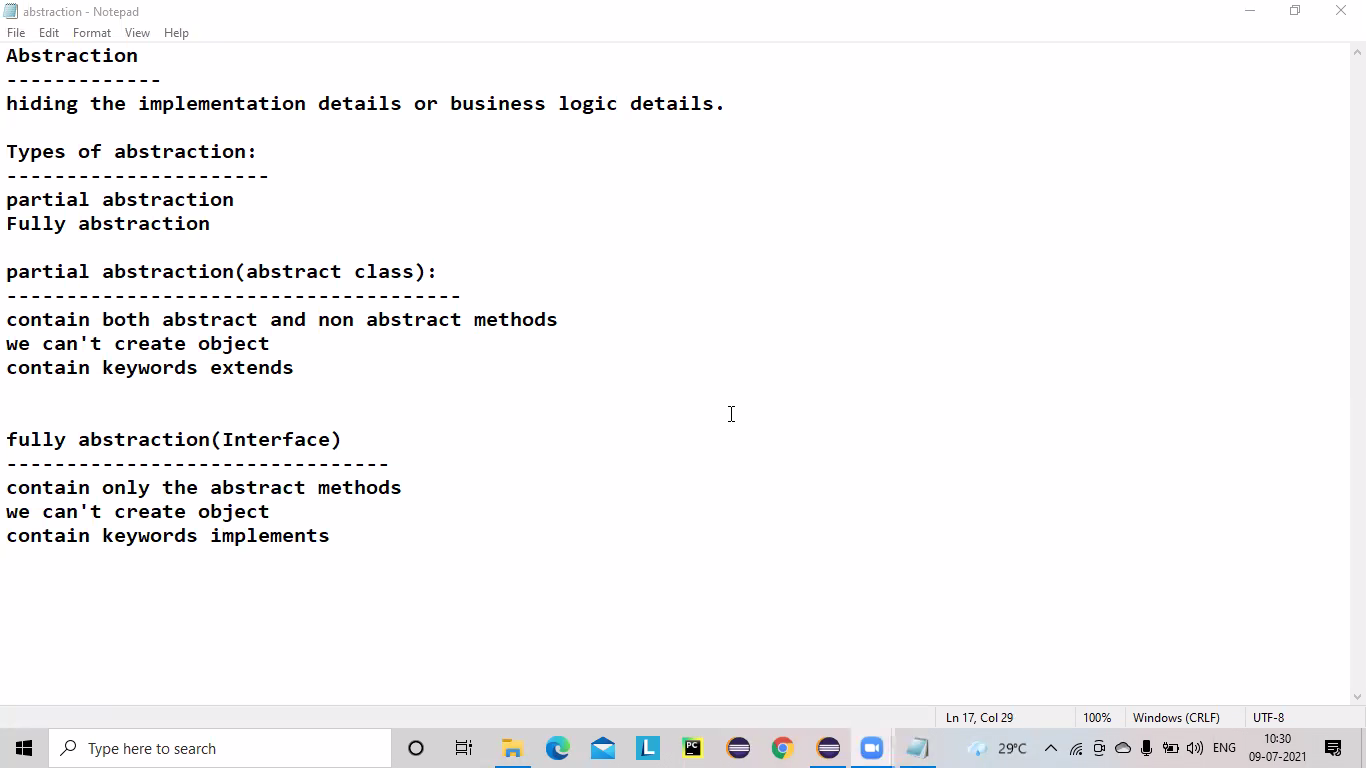 abstraction - Notepad
File Edit Format View Help
Abstraction
-------------
hiding the implementation details or business logic details.
Types of abstraction:
----------------------
partial abstraction
Fully abstraction
partial abstraction(abstract class):
--------------------------------------
contain both abstract and non abstract methods
we can't create object
contain keywords extends
fully abstraction(Interface)
--------------------------------
contain only the abstract methods
we can't create object
contain keywords implements
Ln 17, Col 29 100% Windows (CRLF) UTF-8
Type here to search L PC 29°C ENG 10:30
09-07-2021